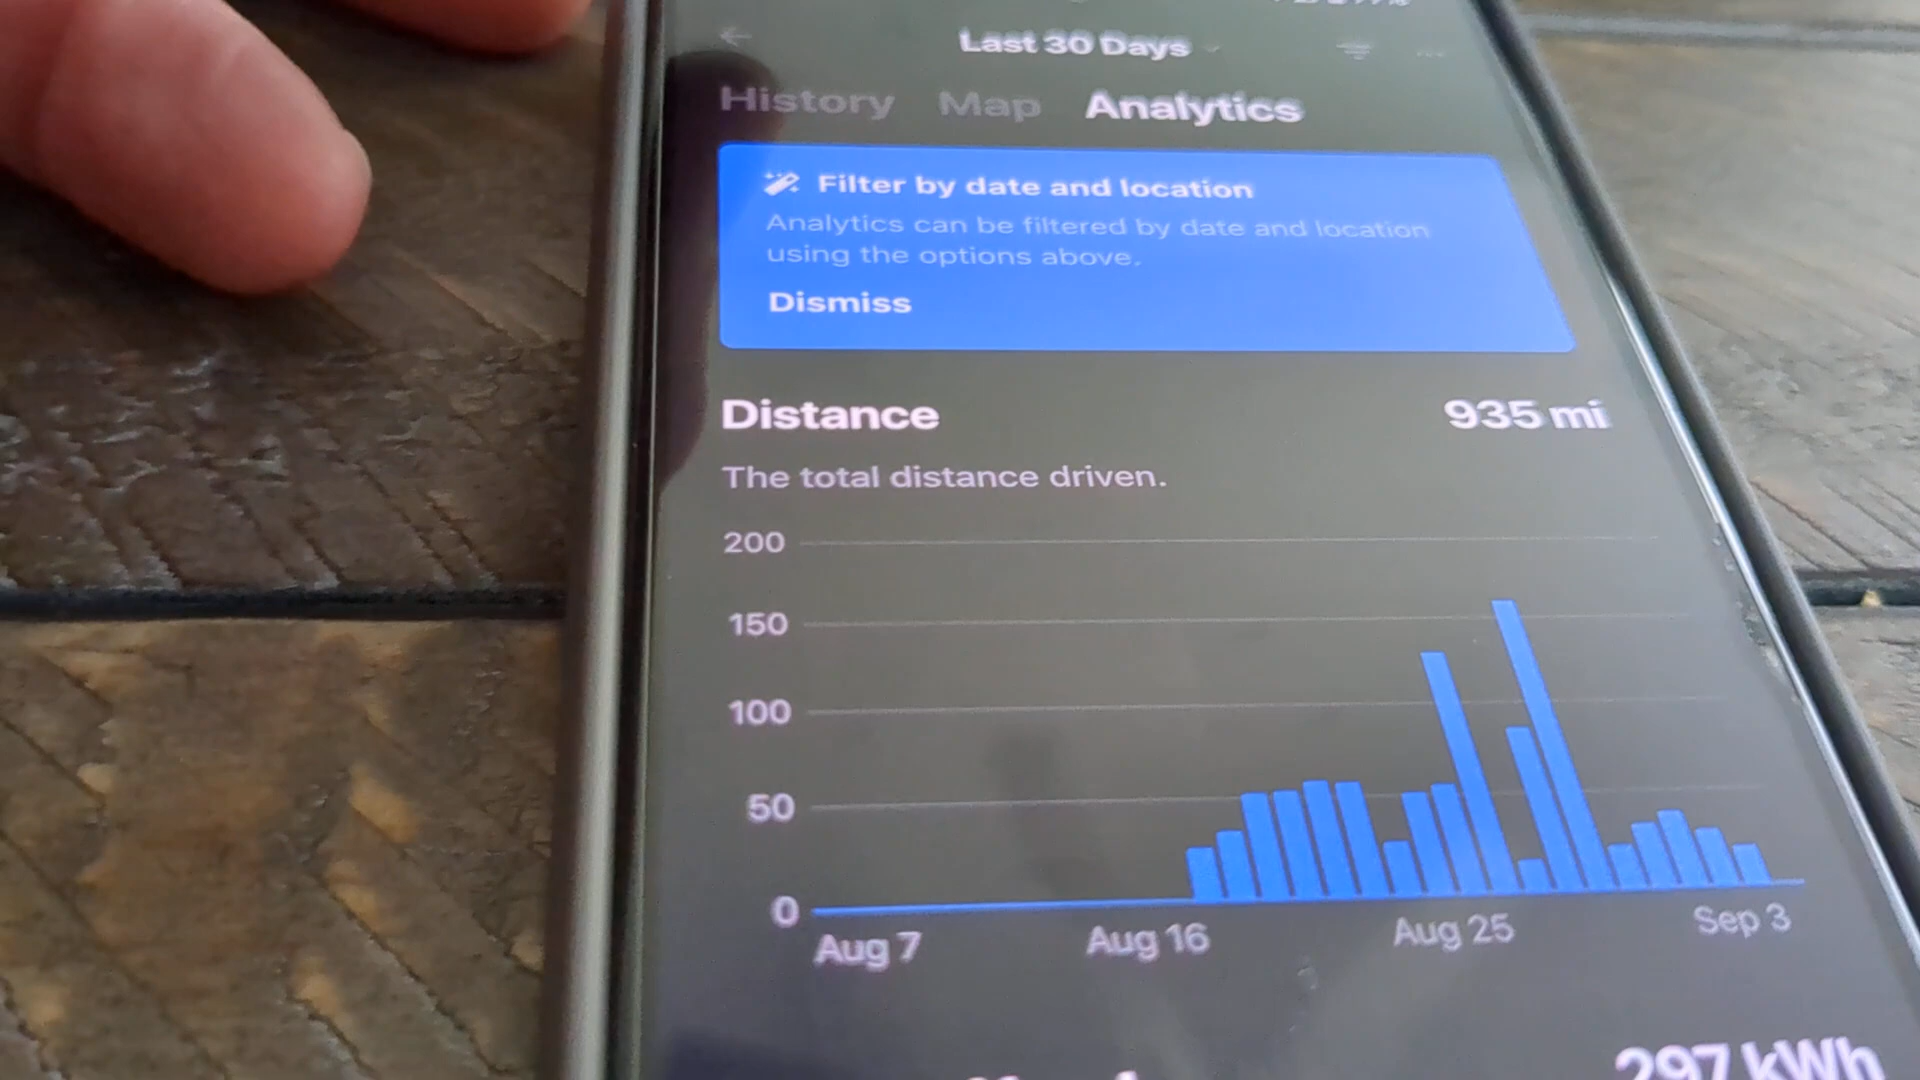 Last 30 Days
History Map Analytics
Filter by date and location
Analytics can be filtered by date and location
using the options above.
Dismiss
Distance 935 mi
The total distance driven.
200
150
100
50
0
Aug 7 Aug 16 Aug 25 Sep 3
297 kWh